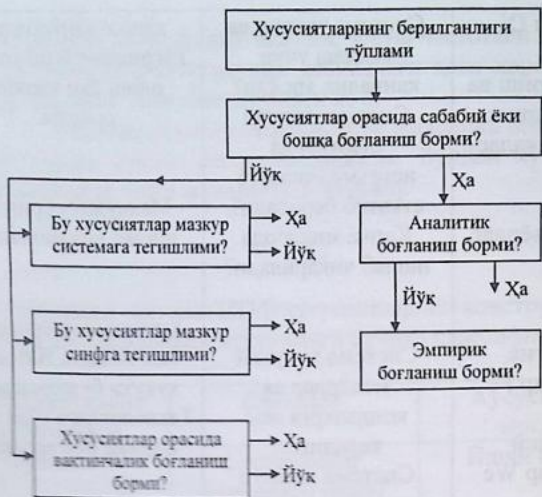 Хусусиятларнинг берилганлиги
тўплами
Хусусиятлар орасида сабабий ёки
бошқа боғланиш борми?
Йўқ
Ҳа
Бу хусусиятлар мазкур
системага тегишлими?
Ҳа
Йўқ
Аналитик
боғланиш борми?
Йўқ
Ҳа
Бу хусусиятлар мазкур
синфга тегишлими?
Ҳа
Йўқ
Эмпирик
боғланиш борми?
Хусусиятлар орасида
вақтинчалик боғланиш
борми?
Ҳа
Йўқ